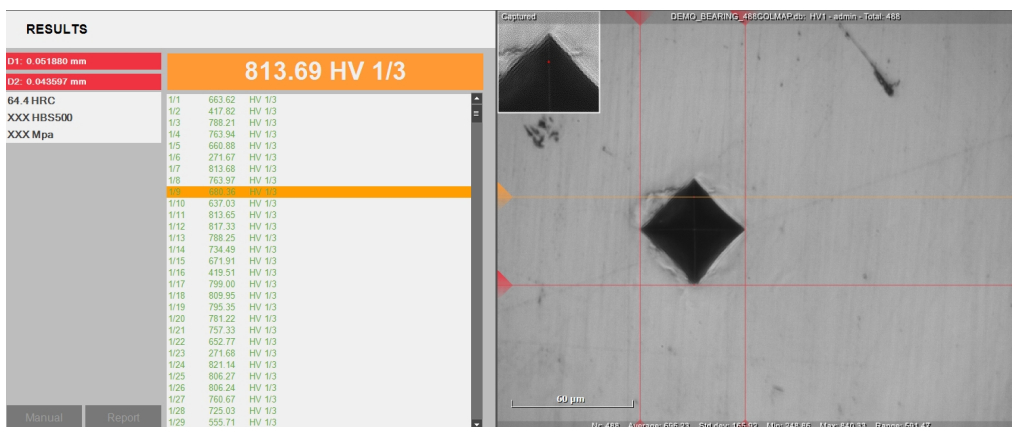 RESULTS
D1: 0.051880 mm
D2: 0.043597 mm
64.4 HRC
XXX HBS500
XXX Mpa
Manual
Report
813.69 HV 1/3
1/1 663.62 HV 1/3
1/2 417.82 HV 1/3
1/3 788.21 HV 1/3
1/4 763.94 HV 1/3
1/5 660.88 HV 1/3
1/6 271.67 HV 1/3
1/7 813.68 HV 1/3
1/8 763.97 HV 1/3
1/9 680.36 HV 1/3
1/10 637.03 HV 1/3
1/11 813.65 HV 1/3
1/12 817.33 HV 1/3
1/13 788.25 HV 1/3
1/14 734.49 HV 1/3
1/15 671.91 HV 1/3
1/16 419.51 HV 1/3
1/17 799.00 HV 1/3
1/18 809.95 HV 1/3
1/19 795.35 HV 1/3
1/20 781.22 HV 1/3
1/21 757.33 HV 1/3
1/22 652.77 HV 1/3
1/23 271.68 HV 1/3
1/24 821.14 HV 1/3
1/25 806.27 HV 1/3
1/26 806.24 HV 1/3
1/27 760.67 HV 1/3
1/28 725.03 HV 1/3
1/29 555.71 HV 1/3
Captured
DEMO_BEARING_468COLMAP.db: HV1 - admin - Total: 468
60 µm
No: 468 Average: Std dev: Min: Max: Range: